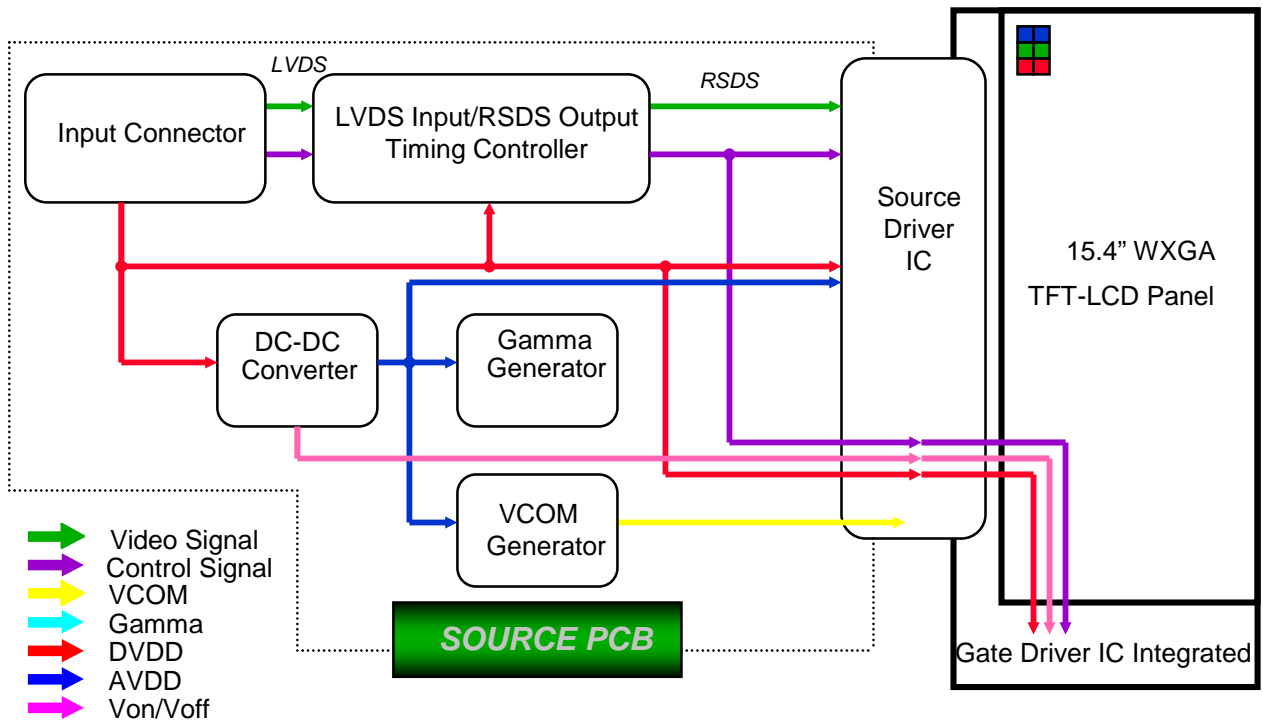 LVDS
RSDS
Input Connector
LVDS Input/RSDS Output
Timing Controller
Source
Driver
IC
15.4” WXGA
TFT-LCD Panel
DC-DC
Converter
Gamma
Generator
VCOM
Generator
Video Signal
Control Signal
VCOM
Gamma
DVDD
AVDD
Von/Voff
SOURCE PCB
Gate Driver IC Integrated